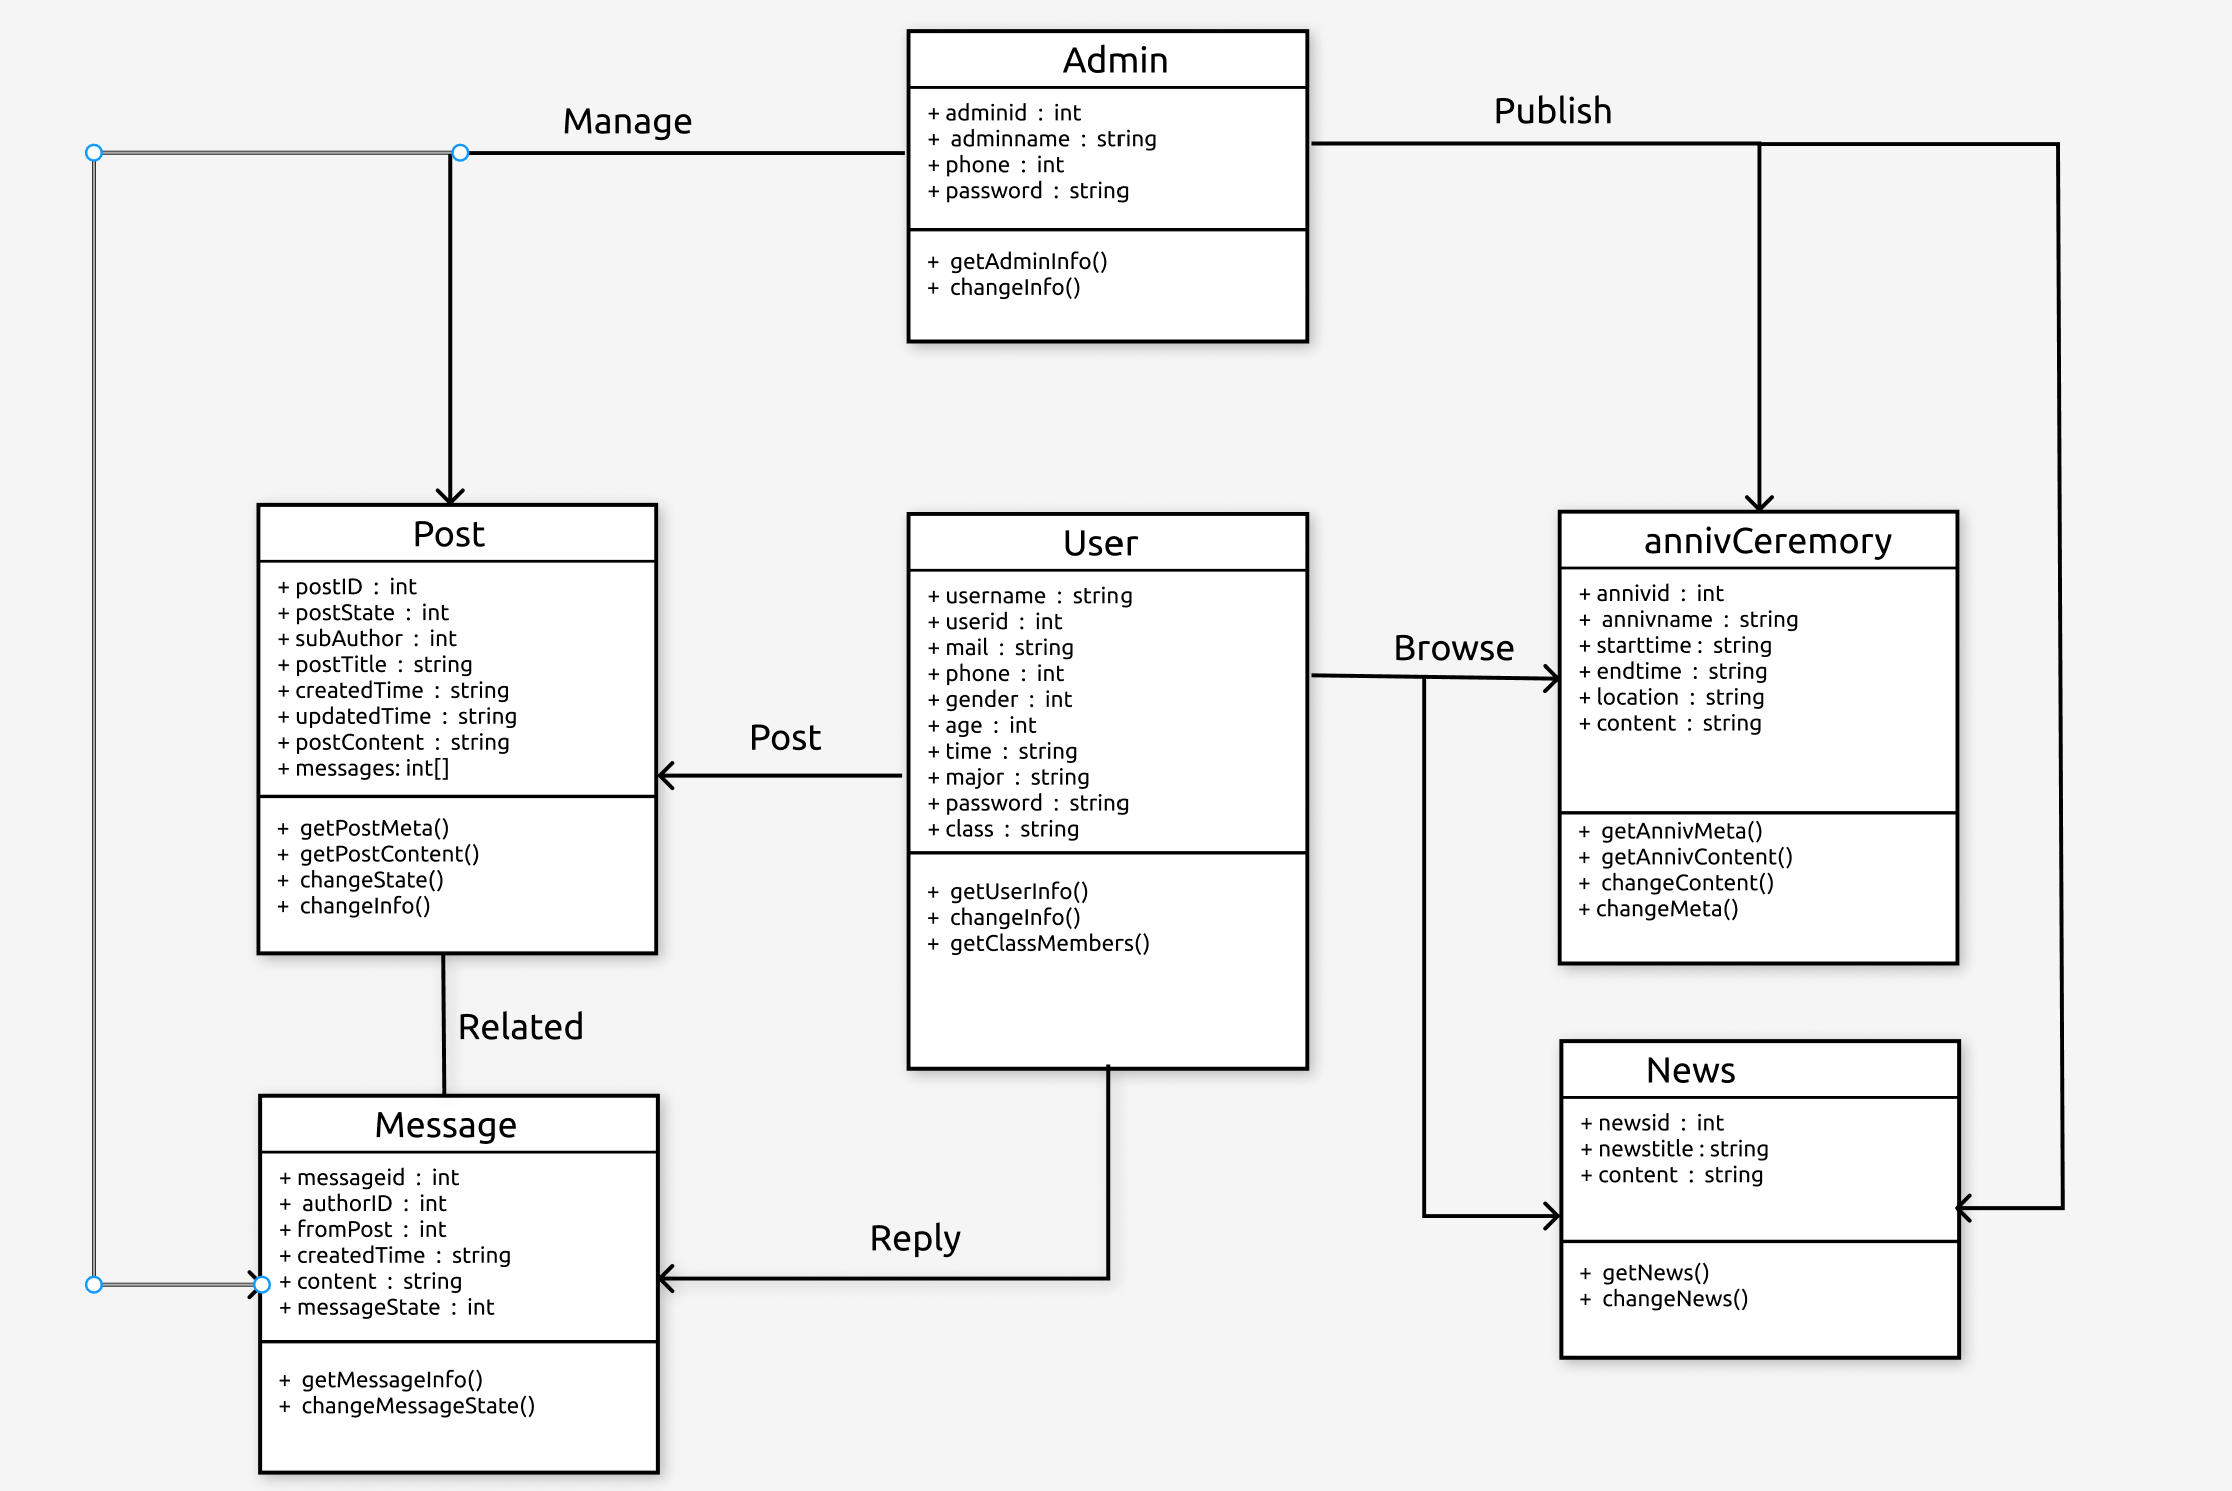 Admin
+ adminid : int
+ adminname : string
+ phone : int
+ password : string
+ getAdminInfo()
+ changeInfo()
Manage
Publish
Post
+ postID : int
+ postState : int
+ subAuthor : int
+ postTitle : string
+ createdTime : string
+ updatedTime : string
+ postContent : string
+ messages: int[]
+ getPostMeta()
+ getPostContent()
+ changeState()
+ changeInfo()
Post
User
+ username : string
+ userid : int
+ mail : string
+ phone : int
+ gender : int
+ age : int
+ time : string
+ major : string
+ password : string
+ class : string
+ getUserInfo()
+ changeInfo()
+ getClassMembers()
Browse
annivCeremory
+ annivid : int
+ annivname : string
+ starttime : string
+ endtime : string
+ location : string
+ content : string
+ getAnnivMeta()
+ getAnnivContent()
+ changeContent()
+ changeMeta()
Related
Message
+ messageid : int
+ authorID : int
+ fromPost : int
+ createdTime : string
+ content : string
+ messageState : int
+ getMessageInfo()
+ changeMessageState()
Reply
News
+ newsid : int
+ newstitle : string
+ content : string
+ getNews()
+ changeNews()